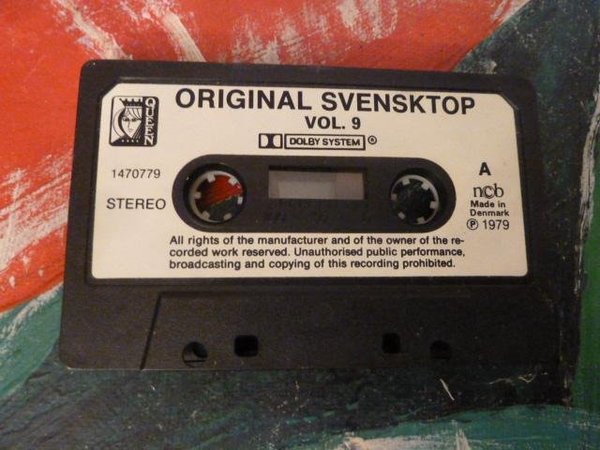 QUEEN
ORIGINAL SVENSKTOP
VOL. 9
DOLBY SYSTEM ®
1470779
STEREO
A
ncb
Made in
Denmark
℗ 1979
All rights of the manufacturer and of the owner of the re-
corded work reserved. Unauthorised public performance,
broadcasting and copying of this recording prohibited.